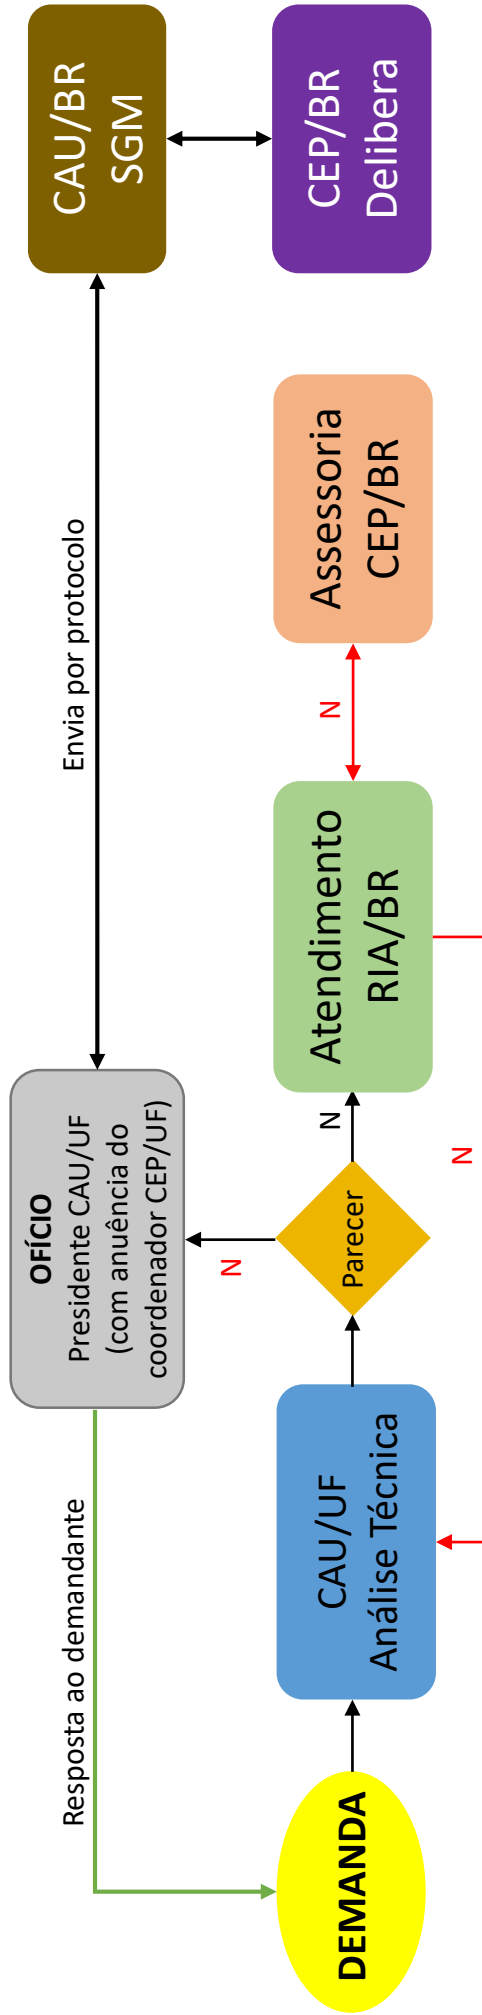 Resposta ao demandante
OFÍCIO
Presidente CAU/UF
(com anuência do
coordenador CEP/UF)
Envia por protocolo
CAU/BR
SGM
DEMANDA
CAU/UF
Análise Técnica
Parecer
N
N
Atendimento
RIA/BR
N
Assessoria
CEP/BR
CEP/BR
Delibera
N